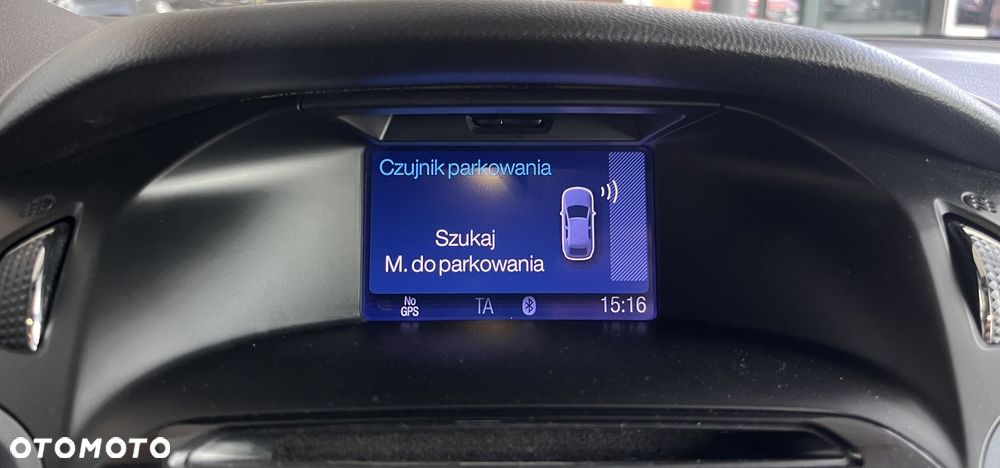 Czujnik parkowania
Szukaj
M. do parkowania
No
GPS
TA
15:16
OTOMOTO